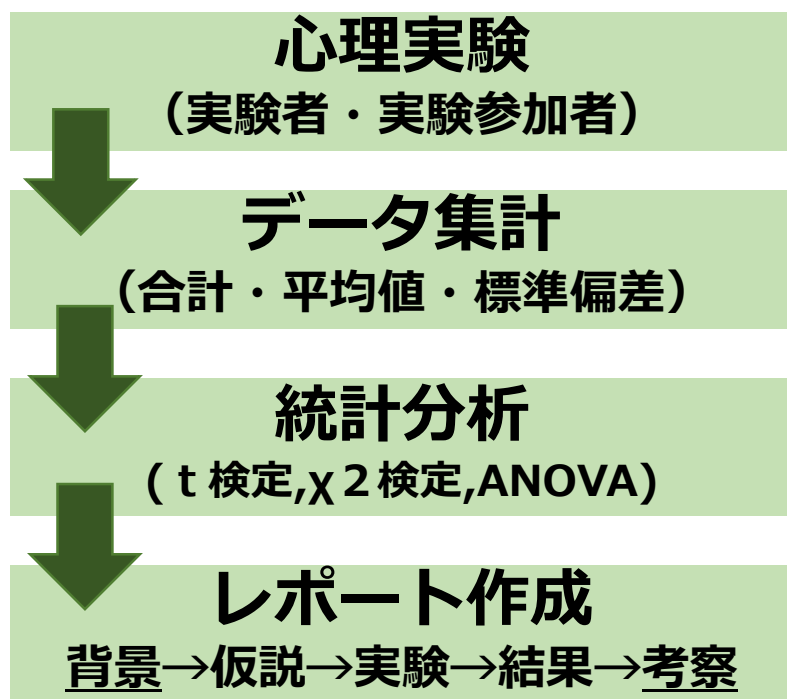 心理実験
（実験者・実験参加者）
データ集計
（合計・平均値・標準偏差）
統計分析
（ｔ検定,χ２検定,ANOVA）
レポート作成
背景→仮説→実験→結果→考察